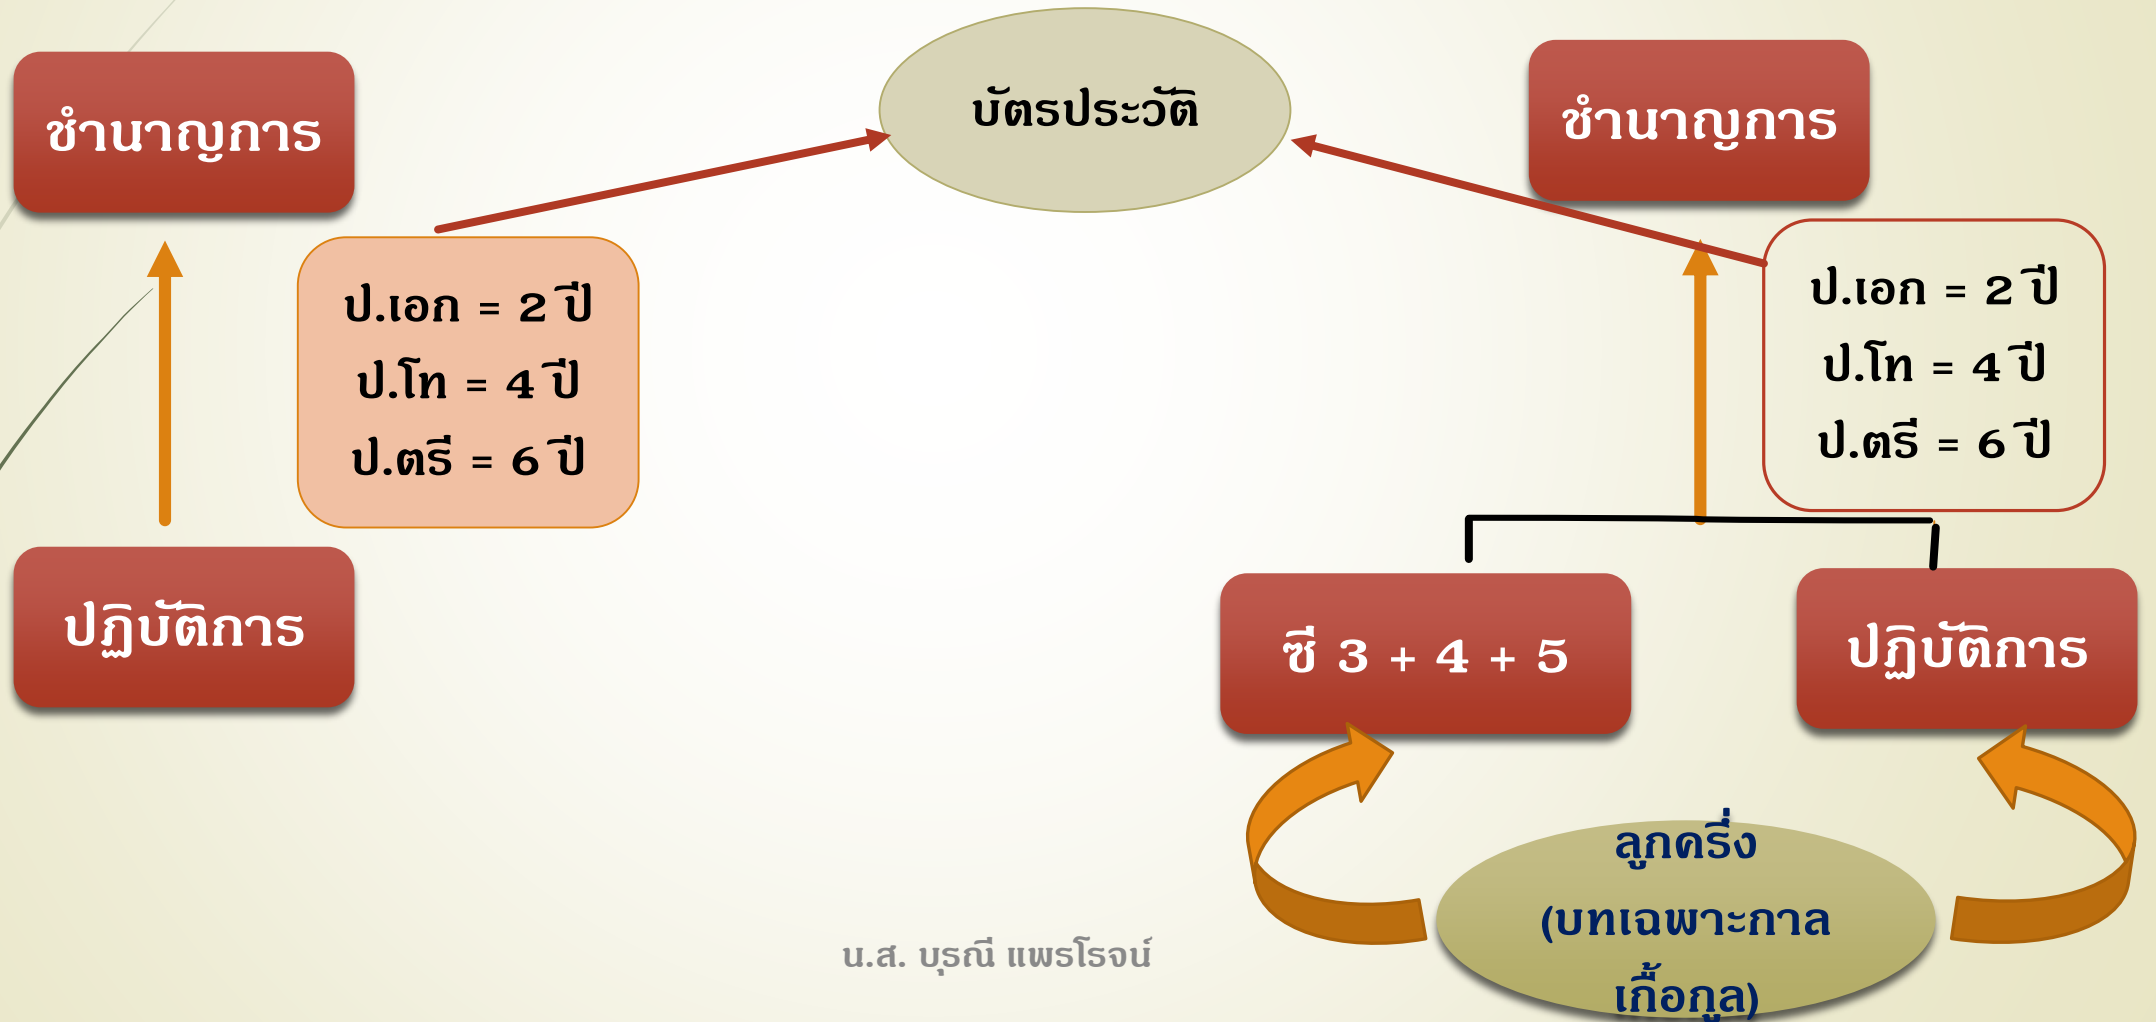 บัตรประวัติ
ชำนาญการ
ป.เอก = 2 ปี
ป.โท = 4 ปี
ป.ตรี = 6 ปี
ปฏิบัติการ
ชำนาญการ
ป.เอก = 2 ปี
ป.โท = 4 ปี
ป.ตรี = 6 ปี
ซี 3 + 4 + 5
ปฏิบัติการ
ลูกครึ่ง
(บทเฉพาะกาล
เกื้อกูล)
น.ส. บุรณี แพรโรจน์